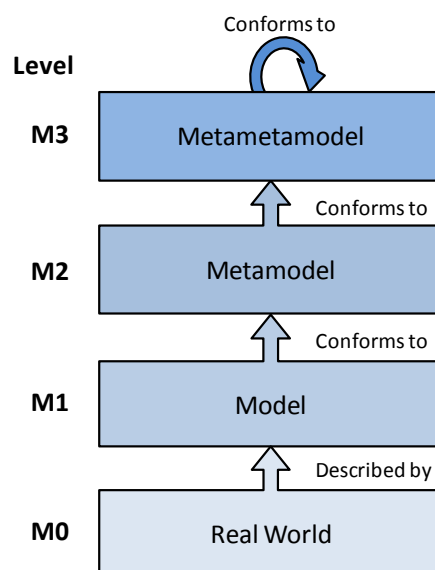 Conforms to
Level
M3
Metametamodel
Conforms to
M2
Metamodel
Conforms to
M1
Model
Described by
M0
Real World